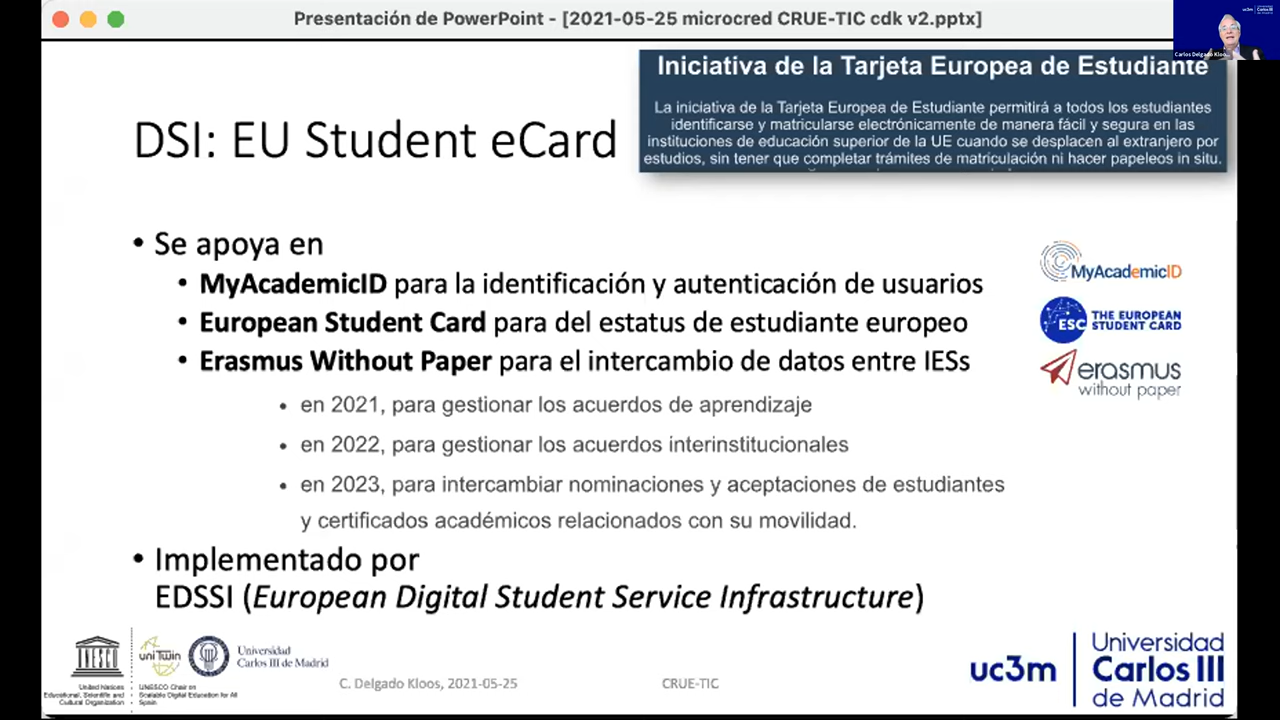 Presentación de PowerPoint - [2021-05-25 microcred CRUE-TIC cdk v2.pptx]
uc3m Carlos III
Carlos Delgado Kloo...
Iniciativa de la Tarjeta Europea de Estudiante
La iniciativa de la Tarjeta Europea de Estudiante permitirá a todos los estudiantes
identificarse y matricularse electrónicamente de manera fácil y segura en las
instituciones de educación superior de la UE cuando se desplacen al extranjero por
estudios, sin tener que completar trámites de matriculación ni hacer papeleos in situ.
DSI: EU Student eCard
• Se apoya en
• MyAcademicID para la identificación y autenticación de usuarios
• European Student Card para del estatus de estudiante europeo
• Erasmus Without Paper para el intercambio de datos entre IESs
• en 2021, para gestionar los acuerdos de aprendizaje
• en 2022, para gestionar los acuerdos interinstitucionales
• en 2023, para intercambiar nominaciones y aceptaciones de estudiantes
y certificados académicos relacionados con su movilidad.
MyAcademicID
ESC THE EUROPEAN
STUDENT CARD
erasmus
without paper
• Implementado por
EDSSI (European Digital Student Service Infrastructure)
UNESCO
United Nations
Educational, Scientific and
Cultural Organization
uniTwin
UNESCO Chair on
Scalable Digital Education for All
Spain
Universidad
Carlos III de Madrid
C. Delgado Kloos, 2021-05-25
CRUE-TIC
uc3m
Universidad
Carlos III
de Madrid